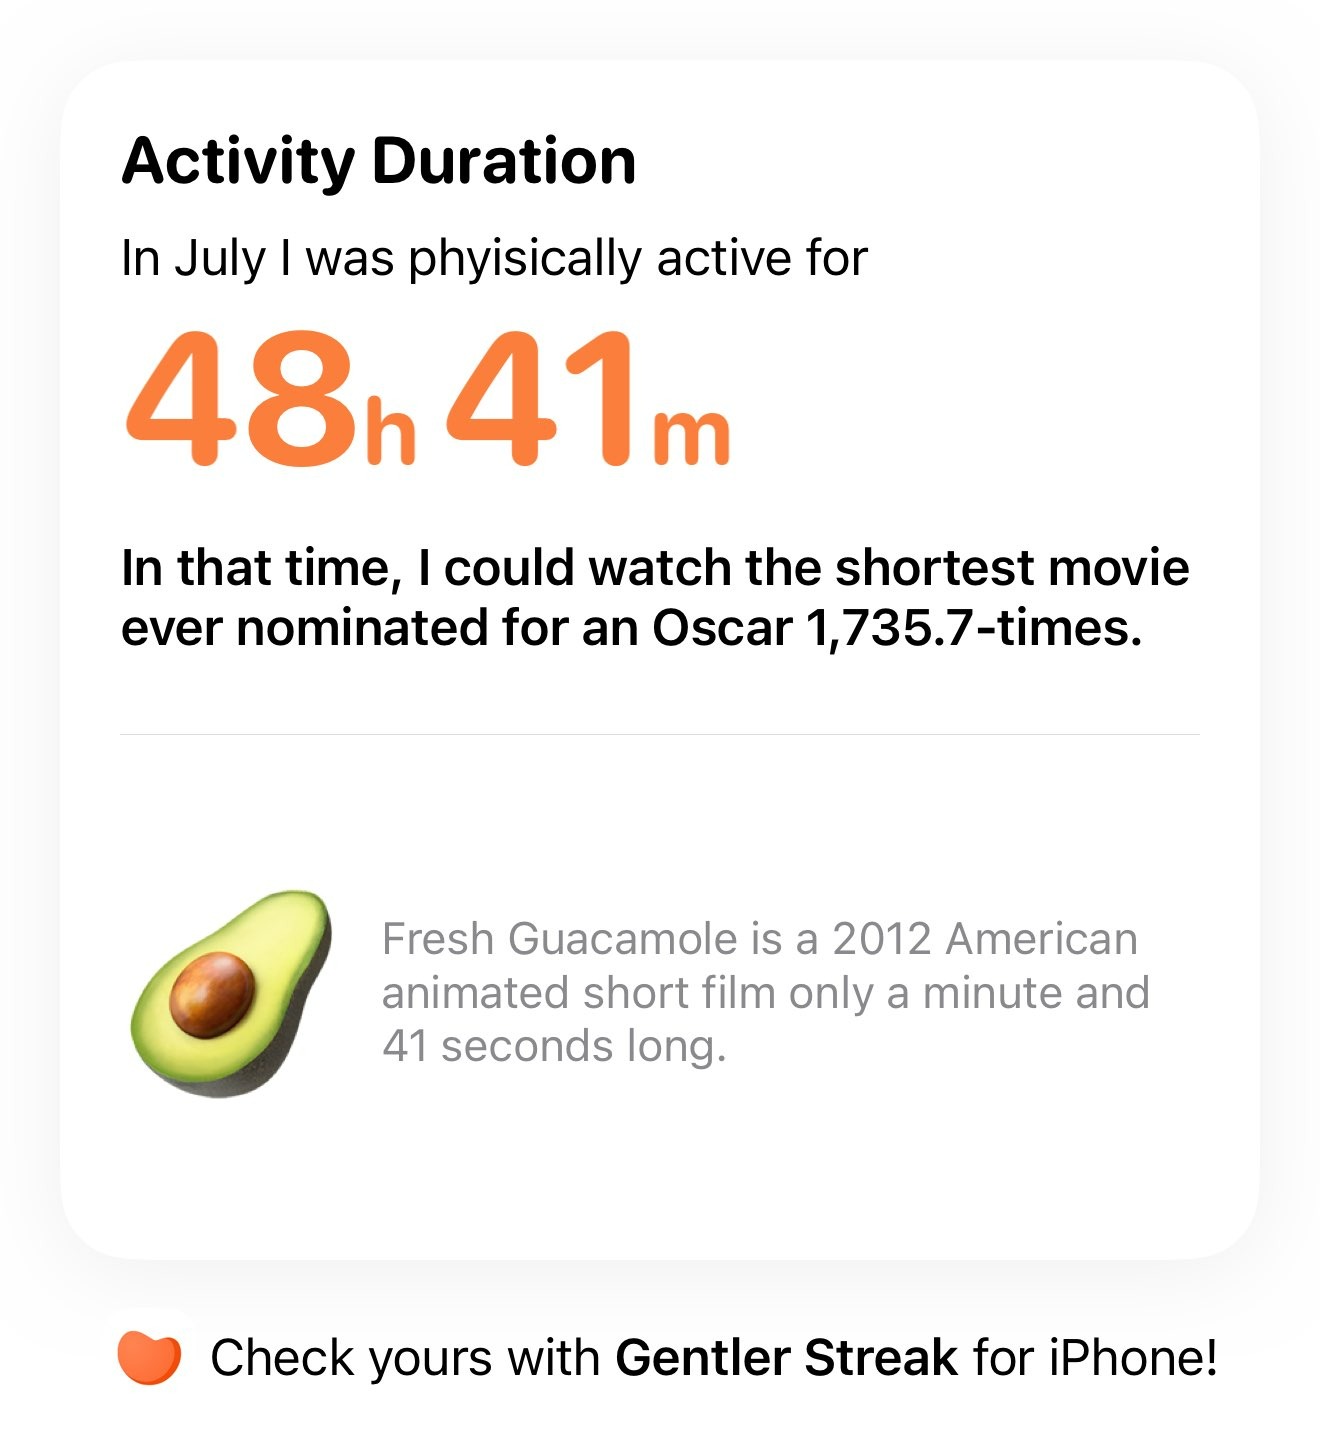 Activity Duration
In July I was phyisically active for
48h 41m
In that time, I could watch the shortest movie
ever nominated for an Oscar 1,735.7-times.
Fresh Guacamole is a 2012 American
animated short film only a minute and
41 seconds long.
Check yours with Gentler Streak for iPhone!